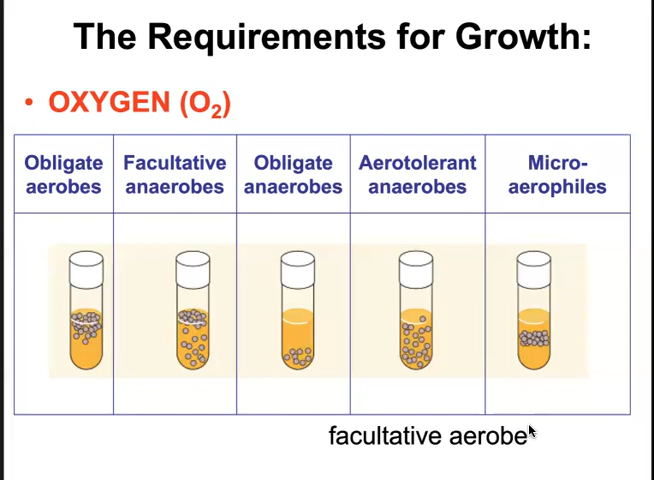 The Requirements for Growth:
• OXYGEN (O₂)
Obligate aerobes
Facultative anaerobes
Obligate anaerobes
Aerotolerant anaerobes
Micro-aerophiles
facultative aerobe